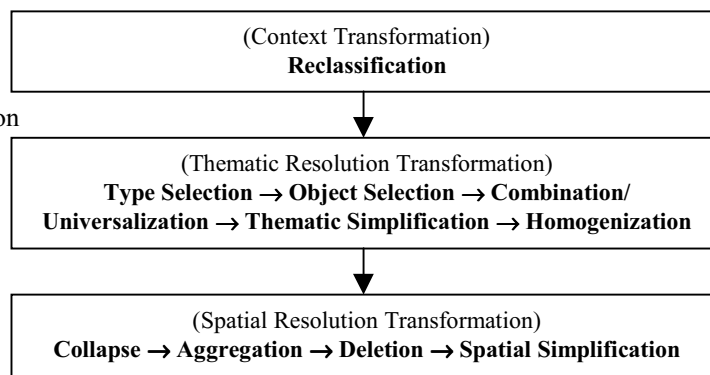 (Context Transformation)
Reclassification
on
(Thematic Resolution Transformation)
Type Selection → Object Selection → Combination/
Universalization → Thematic Simplification → Homogenization
(Spatial Resolution Transformation)
Collapse → Aggregation → Deletion → Spatial Simplification